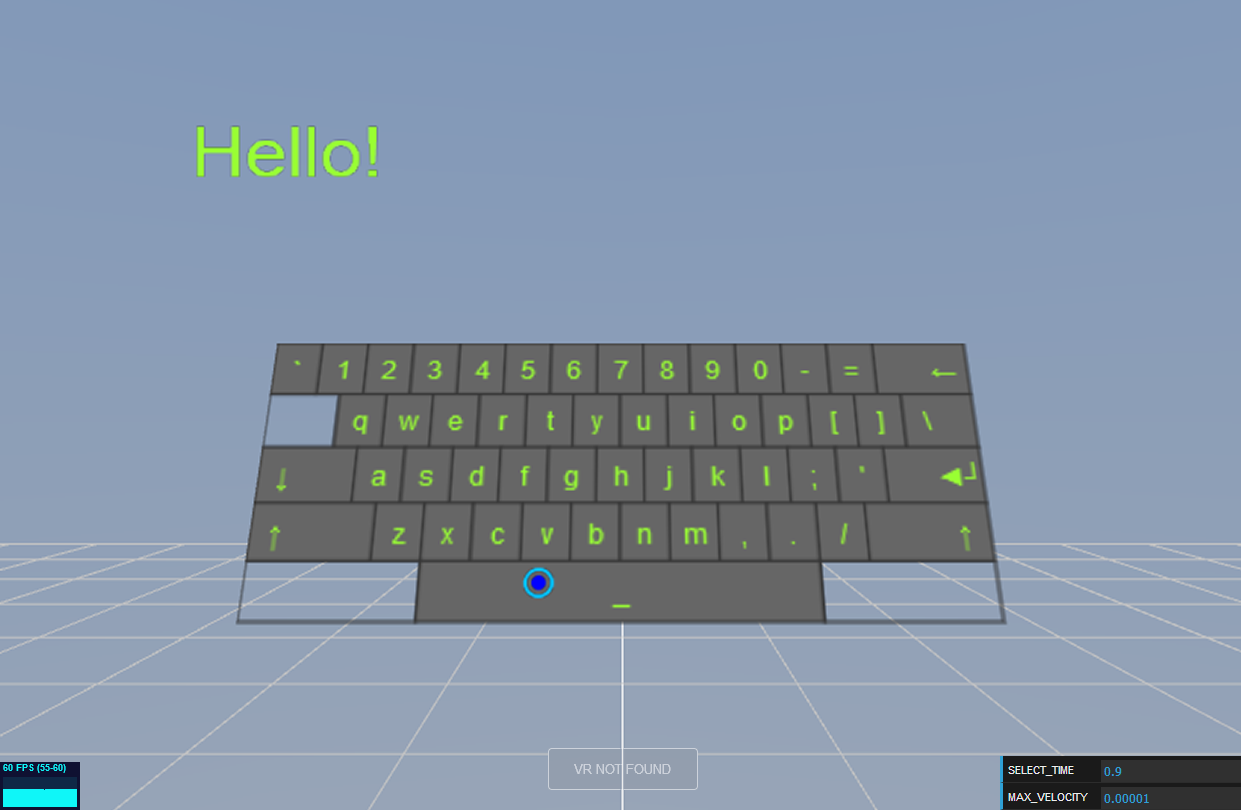 Hello!
` 1 2 3 4 5 6 7 8 9 0 - = ←
q w e r t y u i o p [ ] \
↓ a s d f g h j k l ; ' ◄┘
↑ z x c v b n m , . / ↑
_
VR NOT FOUND
60 FPS (55-60)
SELECT_TIME 0.9
MAX_VELOCITY 0.00001